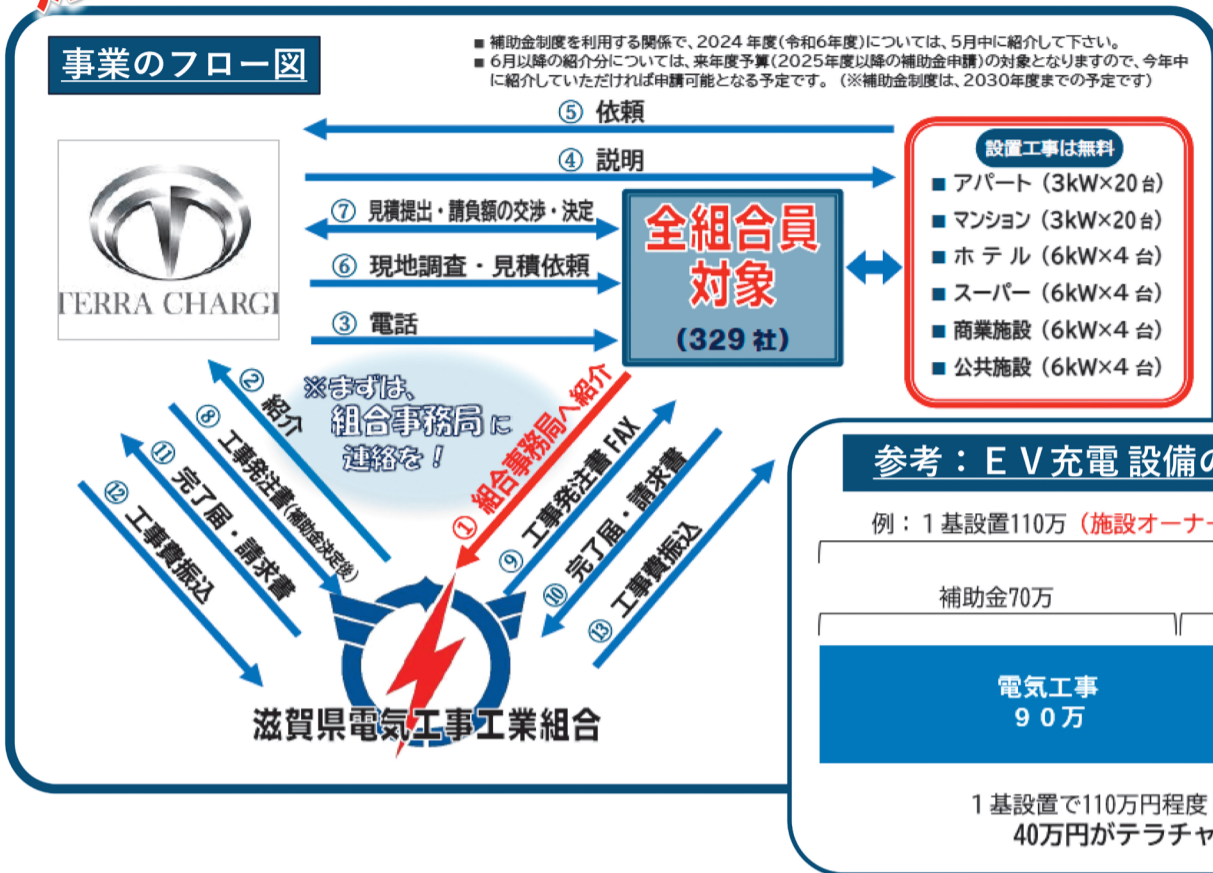 事業のフロー図
■ 補助金制度を利用する関係で、2024年度(令和6年度)については、5月中に紹介して下さい。
■ 6月以降の紹介分については、来年度予算(2025年度以降の補助金申請)の対象となりますので、今年中
に紹介していただければ申請可能となる予定です。(※補助金制度は、2030年度までの予定です)
⑤ 依頼
④ 説明
⑦ 見積提出・請負額の交渉・決定
⑥ 現地調査・見積依頼
③ 電話
TERRA CHARG
全組合員
対象
(329社)
設置工事は無料
■ アパート (3kW×20台)
■ マンション (3kW×20台)
■ ホテル (6kW×4台)
■ スーパー (6kW×4台)
■ 商業施設 (6kW×4台)
■ 公共施設 (6kW×4台)
※まずは、
組合事務局に
連絡を!
② 紹介
⑧ 工事発注書(補助金決定後)
⑪ 完了届・請求書
⑫ 工事費振込
① 組合事務局へ紹介
⑨ 工事発注書 FAX
⑩ 完了届・請求書
⑬ 工事費振込
滋賀県電気工事工業組合
参考:EV充電設備の
例:1基設置110万(施設オーナー
補助金70万
電気工事
90万
1基設置で110万円程度
40万円がテラチャ